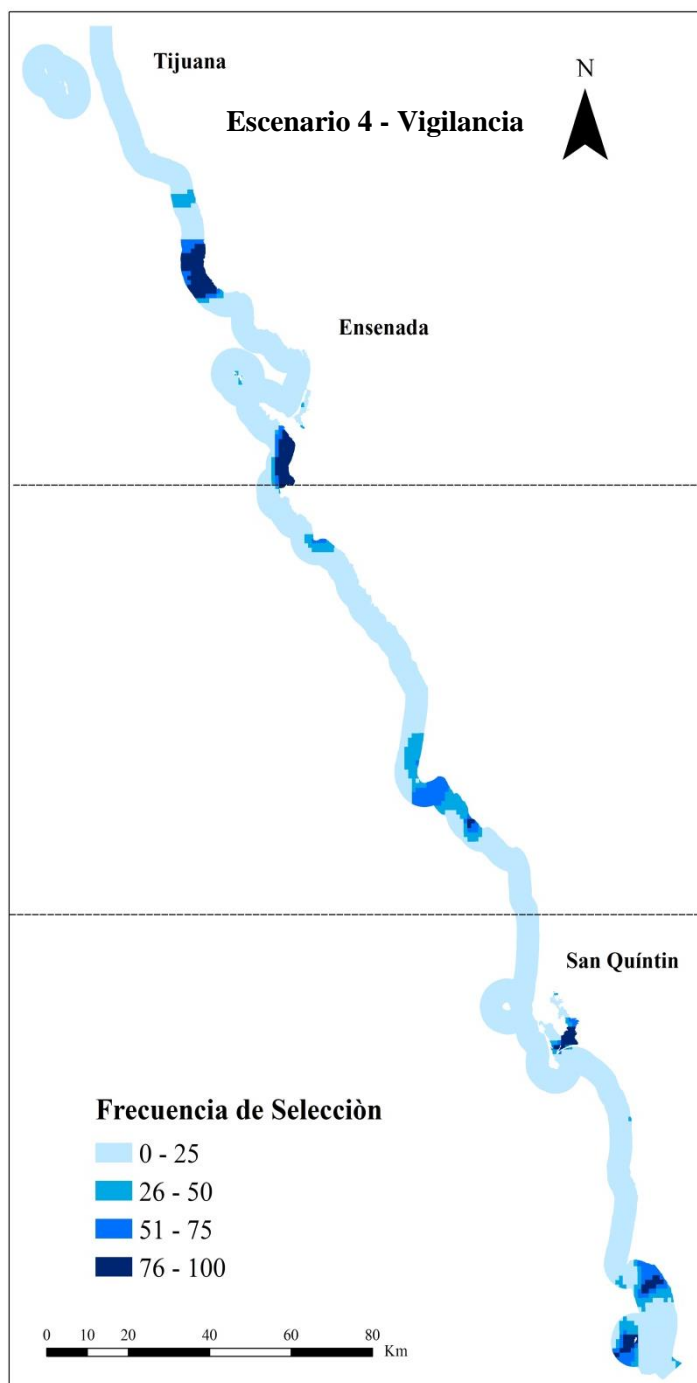 Tijuana
N
Escenario 4 - Vigilancia
Ensenada
San Quíntin
Frecuencia de Selecciòn
0 - 25
26 - 50
51 - 75
76 - 100
0 10 20 40 60 80
Km